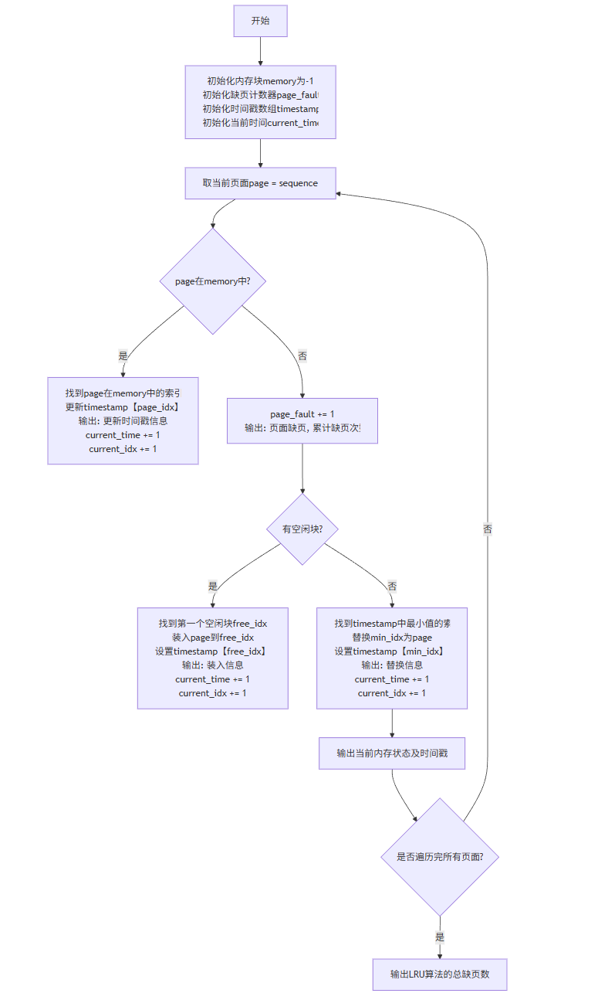 开始
初始化内存块memory为-1
初始化缺页计数器page_fault
初始化时间戳数组timestamp
初始化当前时间current_time
取当前页面page = sequence
page在memory中?
是
否
找到page在memory中的索引
更新timestamp【page_idx】
输出: 更新时间戳信息
current_time += 1
current_idx += 1
page_fault += 1
输出: 页面缺页, 累计缺页次
有空闲块?
否
是
否
找到第一个空闲块free_idx
装入page到free_idx
设置timestamp【free_idx】
输出: 装入信息
current_time += 1
current_idx += 1
找到timestamp中最小值的索
替换min_idx为page
设置timestamp【min_idx】
输出: 替换信息
current_time += 1
current_idx += 1
输出当前内存状态及时间戳
是否遍历完所有页面?
是
输出LRU算法的总缺页数